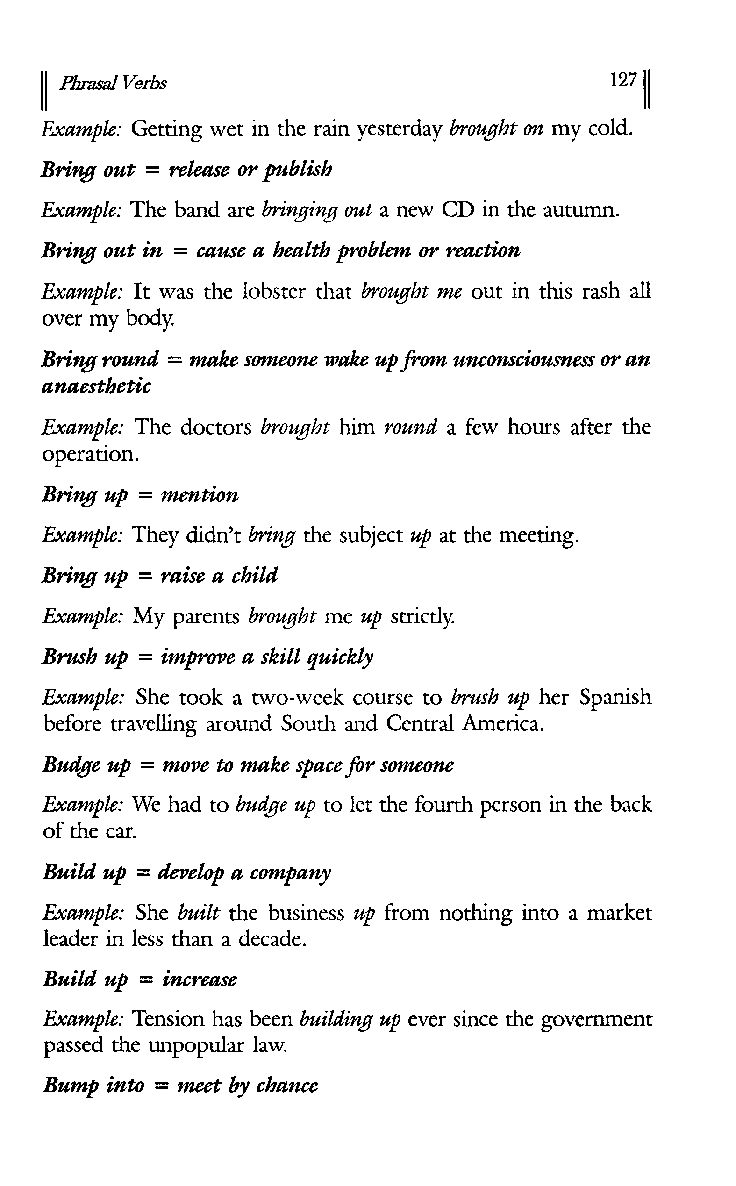 Phrasal Verbs 127
Example: Getting wet in the rain yesterday brought on my cold.
Bring out = release or publish
Example: The band are bringing out a new CD in the autumn.
Bring out in = cause a health problem or reaction
Example: It was the lobster that brought me out in this rash all
over my body.
Bring round = make someone wake up from unconsciousness or an
anaesthetic
Example: The doctors brought him round a few hours after the
operation.
Bring up = mention
Example: They didn't bring the subject up at the meeting.
Bring up = raise a child
Example: My parents brought me up strictly.
Brush up = improve a skill quickly
Example: She took a two-week course to brush up her Spanish
before travelling around South and Central America.
Budge up = move to make space for someone
Example: We had to budge up to let the fourth person in the back
of the car.
Build up = develop a company
Example: She built the business up from nothing into a market
leader in less than a decade.
Build up = increase
Example: Tension has been building up ever since the government
passed the unpopular law.
Bump into = meet by chance